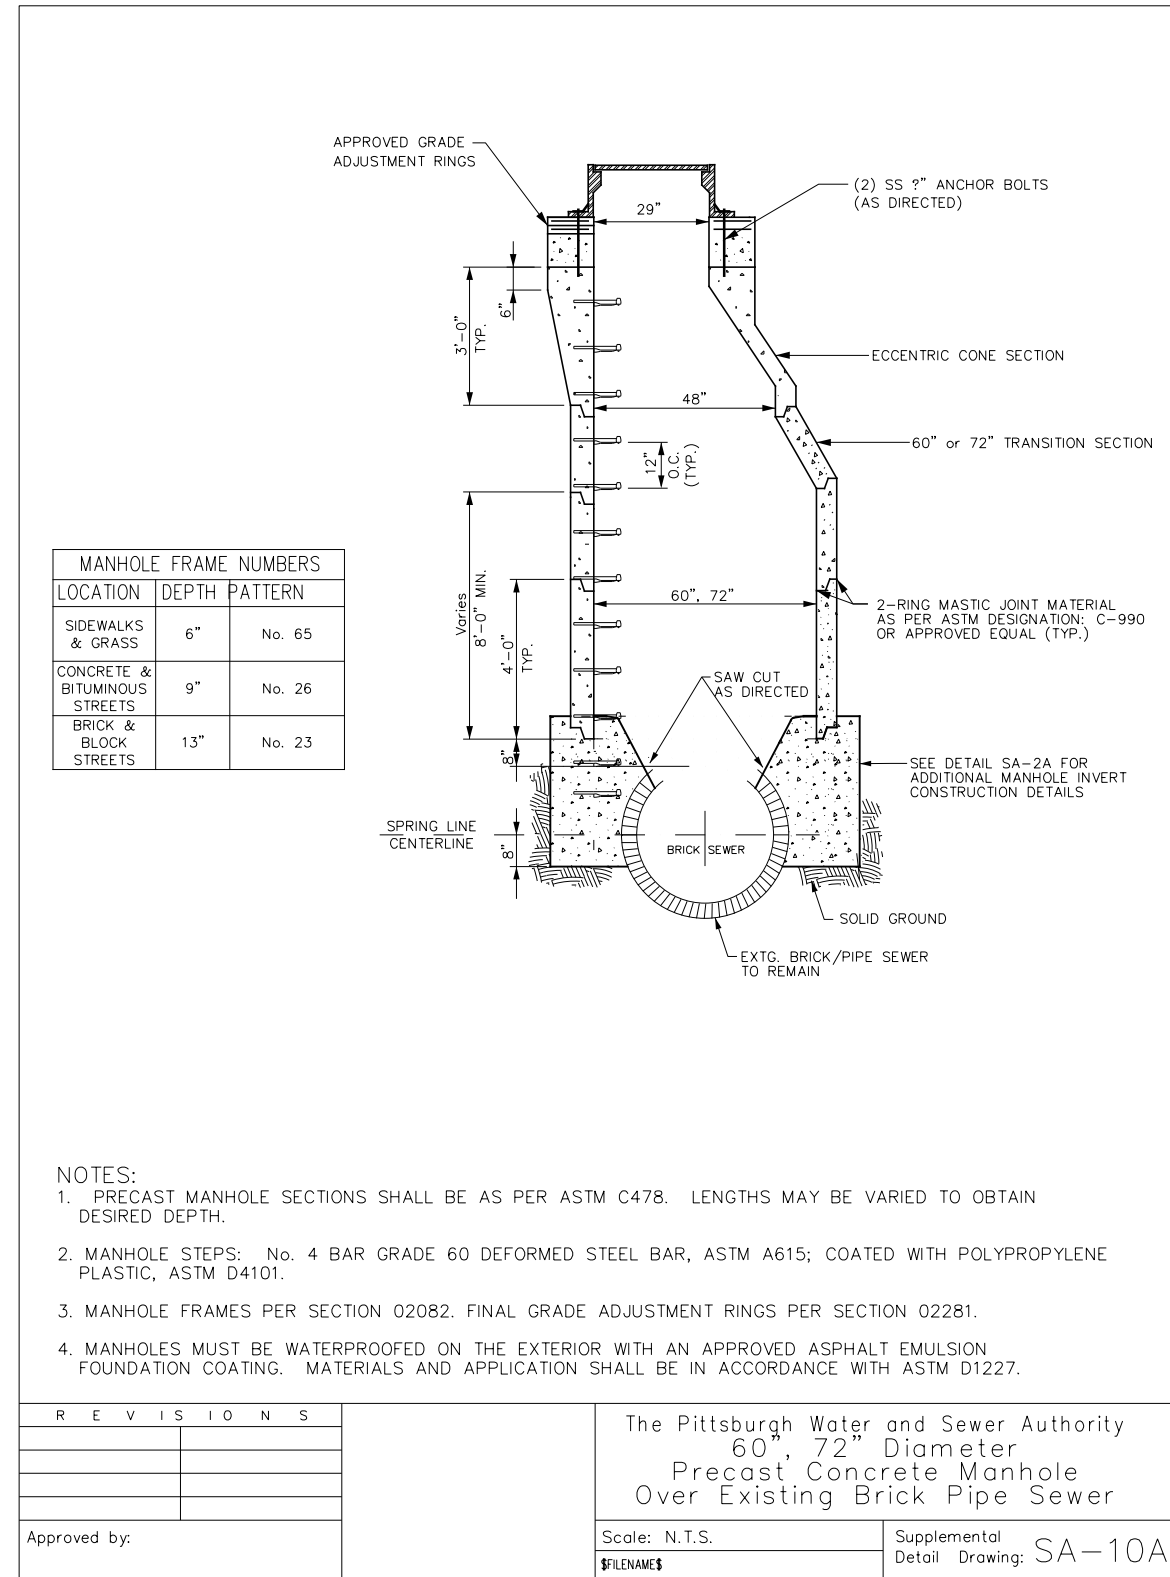 APPROVED GRADE
ADJUSTMENT RINGS
(2) SS ?" ANCHOR BOLTS
(AS DIRECTED)
29"
6"
3'-0"
TYP.
ECCENTRIC CONE SECTION
48"
60" or 72" TRANSITION SECTION
12"
O.C.
(TYP.)
MANHOLE FRAME NUMBERS
LOCATION DEPTH PATTERN
SIDEWALKS
& GRASS
6" No. 65
CONCRETE &
BITUMINOUS
STREETS
9" No. 26
BRICK &
BLOCK
STREETS
13" No. 23
Varies
8'-0" MIN.
4'-0"
TYP.
60", 72"
2-RING MASTIC JOINT MATERIAL
AS PER ASTM DESIGNATION: C-990
OR APPROVED EQUAL (TYP.)
SAW CUT
AS DIRECTED
8"
SEE DETAIL SA-2A FOR
ADDITIONAL MANHOLE INVERT
CONSTRUCTION DETAILS
SPRING LINE
CENTERLINE
8"
BRICK SEWER
SOLID GROUND
EXTG. BRICK/PIPE SEWER
TO REMAIN
NOTES:
1. PRECAST MANHOLE SECTIONS SHALL BE AS PER ASTM C478. LENGTHS MAY BE VARIED TO OBTAIN
DESIRED DEPTH.
2. MANHOLE STEPS: No. 4 BAR GRADE 60 DEFORMED STEEL BAR, ASTM A615; COATED WITH POLYPROPYLENE
PLASTIC, ASTM D4101.
3. MANHOLE FRAMES PER SECTION 02082. FINAL GRADE ADJUSTMENT RINGS PER SECTION 02281.
4. MANHOLES MUST BE WATERPROOFED ON THE EXTERIOR WITH AN APPROVED ASPHALT EMULSION
FOUNDATION COATING. MATERIALS AND APPLICATION SHALL BE IN ACCORDANCE WITH ASTM D1227.
R E V I S I O N S
Approved by:
The Pittsburgh Water and Sewer Authority
60", 72" Diameter
Precast Concrete Manhole
Over Existing Brick Pipe Sewer
Scale: N.T.S.
$FILENAME$
Supplemental
Detail Drawing: SA-10A